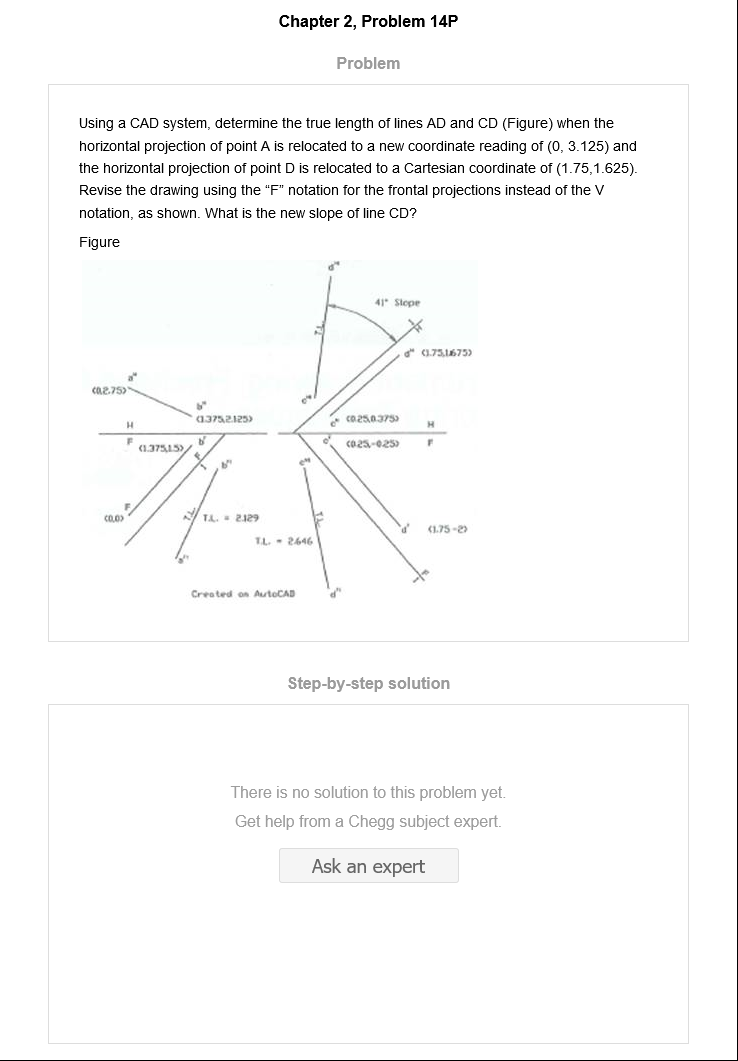 Chapter 2, Problem 14P
Problem
Using a CAD system, determine the true length of lines AD and CD (Figure) when the
horizontal projection of point A is relocated to a new coordinate reading of (0, 3.125) and
the horizontal projection of point D is relocated to a Cartesian coordinate of (1.75,1.625).
Revise the drawing using the “F” notation for the frontal projections instead of the V
notation, as shown. What is the new slope of line CD?
Figure
d"
41° Slope
T.L.
H
d" (1.75,1.675)
a"
(0,2.75)
c"
b"
(1.375,2.125)
c" (0.25,0.375)
H
H
F
(1.375,1.5)
b'
c'
(0.25,-0.25)
F
F
b"
c"
F
(0,0)
T.L.
T.L. = 2.129
T.L.
d'
(1.75-2)
T.L. = 2.646
a"
F
Created on AutoCAD
d"
Step-by-step solution
There is no solution to this problem yet.
Get help from a Chegg subject expert.
Ask an expert